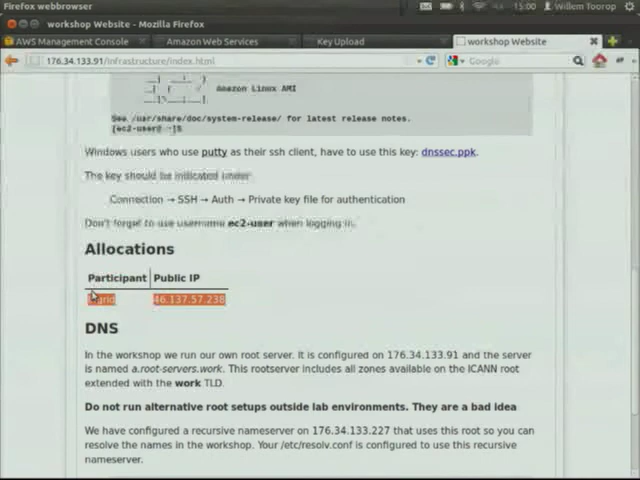 Firefox webbrowser
15:00 Willem Toorop
workshop Website - Mozilla Firefox
AWS Management Console
Amazon Web Services
Key Upload
workshop Website
176.34.133.91/infrastructure/index.html
Google
Amazon Linux AMI
See /usr/share/doc/system-release/ for latest release notes.
[ec2-user@ ~]$
Windows users who use putty as their ssh client, have to use this key: dnssec.ppk.
The key should be indicated under
Connection → SSH → Auth → Private key file for authentication
Don't forget to use username ec2-user when logging in.
Allocations
Participant Public IP
46.137.57.238
DNS
In the workshop we run our own root server. It is configured on 176.34.133.91 and the server
is named a.root-servers.work. This rootserver includes all zones available on the ICANN root
extended with the work TLD.
Do not run alternative root setups outside lab environments. They are a bad idea
We have configured a recursive nameserver on 176.34.133.227 that uses this root so you can
resolve the names in the workshop. Your /etc/resolv.conf is configured to use this recursive
nameserver.